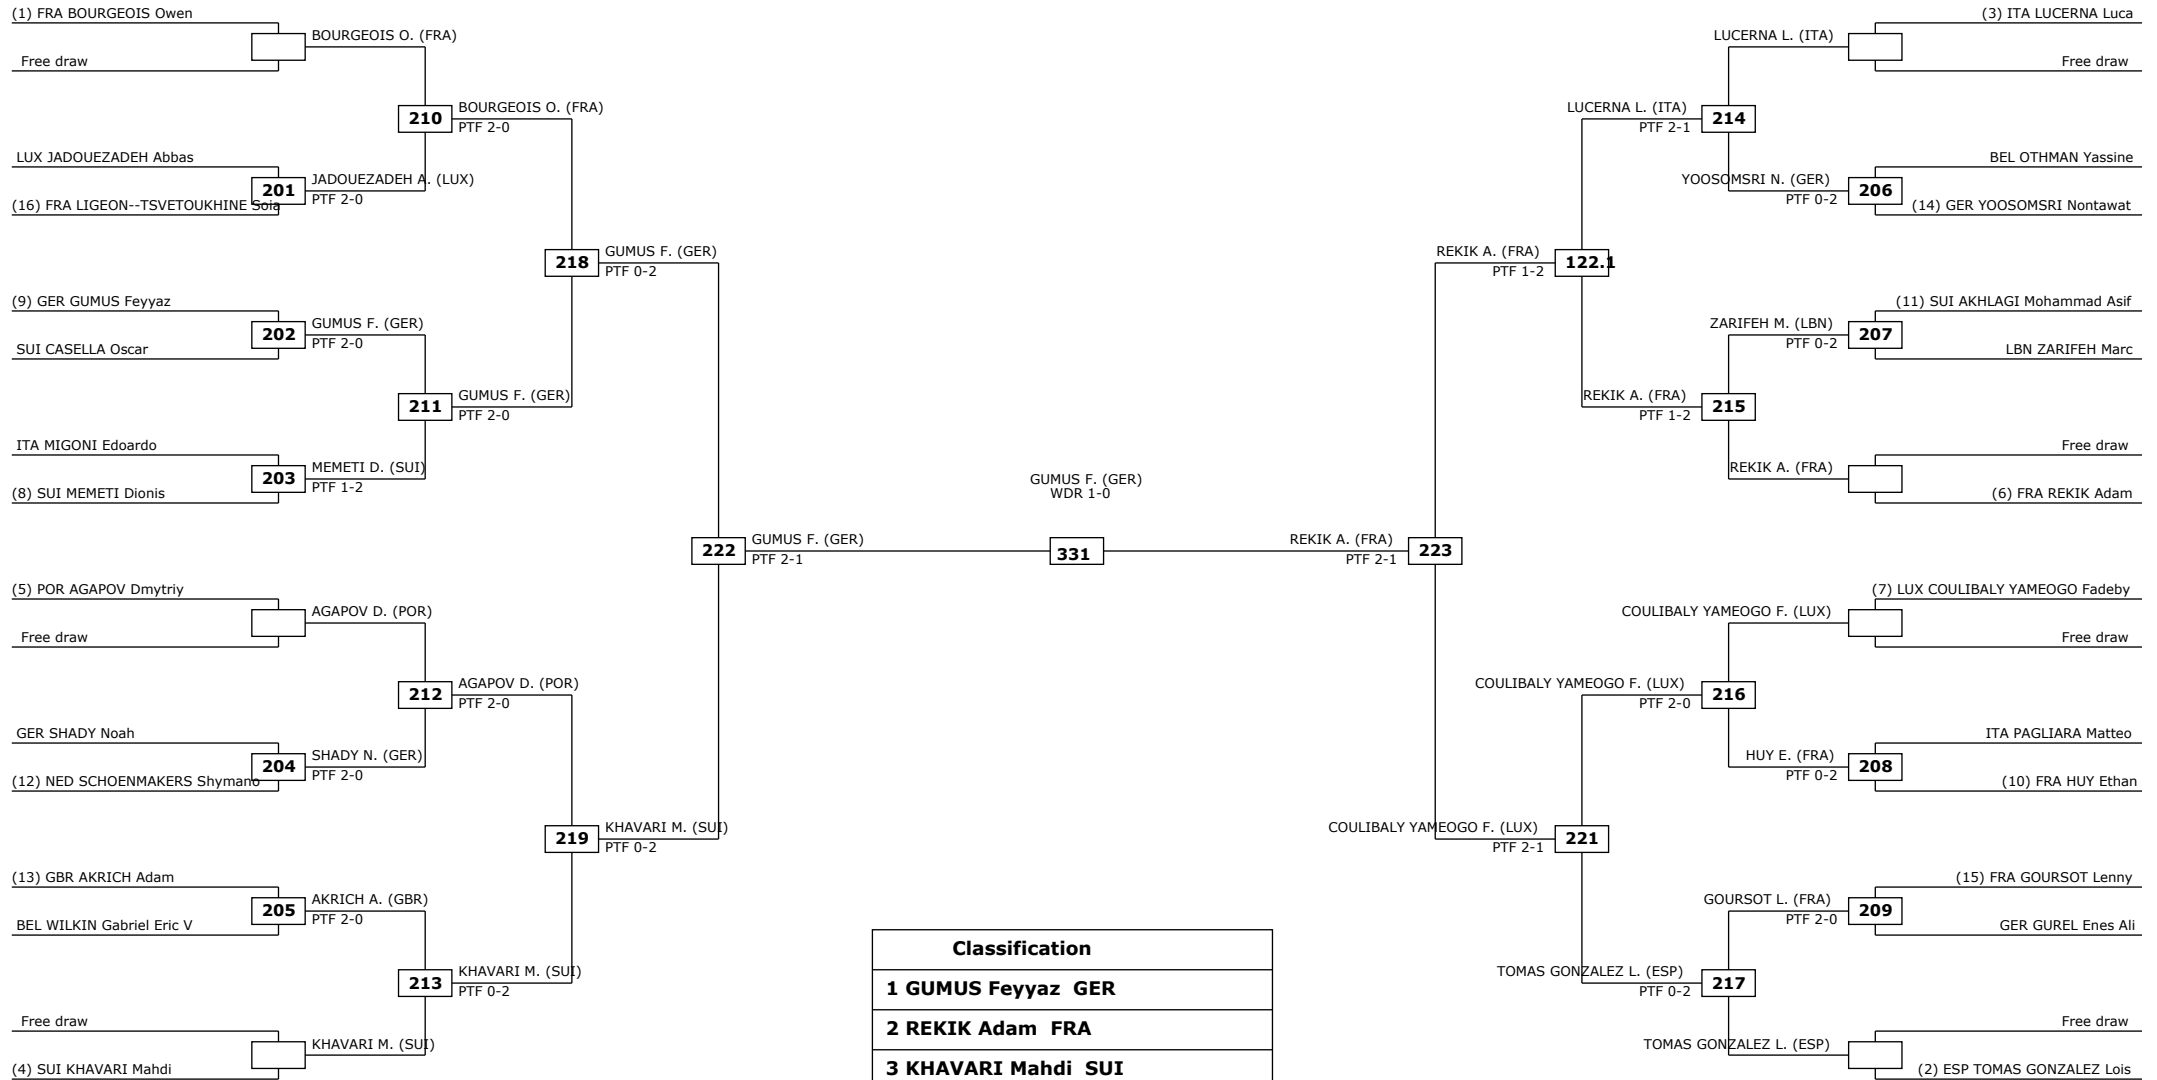 (1) FRA BOURGEOIS Owen
BOURGEOIS O. (FRA)
Free draw
BOURGEOIS O. (FRA)
210
PTF 2-0
LUX JADOUEZADEH Abbas
JADOUEZADEH A. (LUX)
201
PTF 2-0
(16) FRA LIGEON--TSVETOUKHINE Soia
GUMUS F. (GER)
218
PTF 0-2
(9) GER GUMUS Feyyaz
GUMUS F. (GER)
202
PTF 2-0
SUI CASELLA Oscar
GUMUS F. (GER)
211
PTF 2-0
ITA MIGONI Edoardo
MEMETI D. (SUI)
203
PTF 1-2
(8) SUI MEMETI Dionis
GUMUS F. (GER)
222
PTF 2-1
(5) POR AGAPOV Dmytriy
AGAPOV D. (POR)
Free draw
AGAPOV D. (POR)
212
PTF 2-0
GER SHADY Noah
SHADY N. (GER)
204
PTF 2-0
(12) NED SCHOENMAKERS Shymano
KHAVARI M. (SUI)
219
PTF 0-2
(13) GBR AKRICH Adam
AKRICH A. (GBR)
205
PTF 2-0
BEL WILKIN Gabriel Eric V
KHAVARI M. (SUI)
213
PTF 0-2
Free draw
KHAVARI M. (SUI)
(4) SUI KHAVARI Mahdi
GUMUS F. (GER)
WDR 1-0
331
Classification
1 GUMUS Feyyaz GER
2 REKIK Adam FRA
3 KHAVARI Mahdi SUI
(3) ITA LUCERNA Luca
LUCERNA L. (ITA)
Free draw
LUCERNA L. (ITA)
214
PTF 2-1
BEL OTHMAN Yassine
YOOSOMSRI N. (GER)
206
PTF 0-2
(14) GER YOOSOMSRI Nontawat
REKIK A. (FRA)
122.1
PTF 1-2
(11) SUI AKHLAGI Mohammad Asif
ZARIFEH M. (LBN)
207
PTF 0-2
LBN ZARIFEH Marc
REKIK A. (FRA)
215
PTF 1-2
Free draw
REKIK A. (FRA)
(6) FRA REKIK Adam
REKIK A. (FRA)
223
PTF 2-1
(7) LUX COULIBALY YAMEOGO Fadeby
COULIBALY YAMEOGO F. (LUX)
Free draw
COULIBALY YAMEOGO F. (LUX)
216
PTF 2-0
ITA PAGLIARA Matteo
HUY E. (FRA)
208
PTF 0-2
(10) FRA HUY Ethan
COULIBALY YAMEOGO F. (LUX)
221
PTF 2-1
(15) FRA GOURSOT Lenny
GOURSOT L. (FRA)
209
PTF 2-0
GER GUREL Enes Ali
TOMAS GONZALEZ L. (ESP)
217
PTF 0-2
Free draw
TOMAS GONZALEZ L. (ESP)
(2) ESP TOMAS GONZALEZ Lois